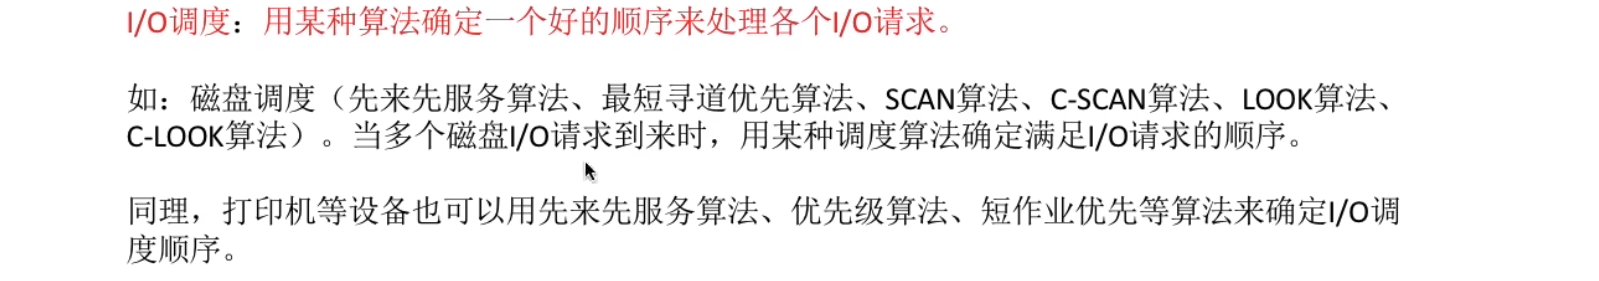 I/O调度：用某种算法确定一个好的顺序来处理各个I/O请求。
如：磁盘调度（先来先服务算法、最短寻道优先算法、SCAN算法、C-SCAN算法、LOOK算法、
C-LOOK算法）。当多个磁盘I/O请求到来时，用某种调度算法确定满足I/O请求的顺序。
同理，打印机等设备也可以用先来先服务算法、优先级算法、短作业优先等算法来确定I/O调
度顺序。